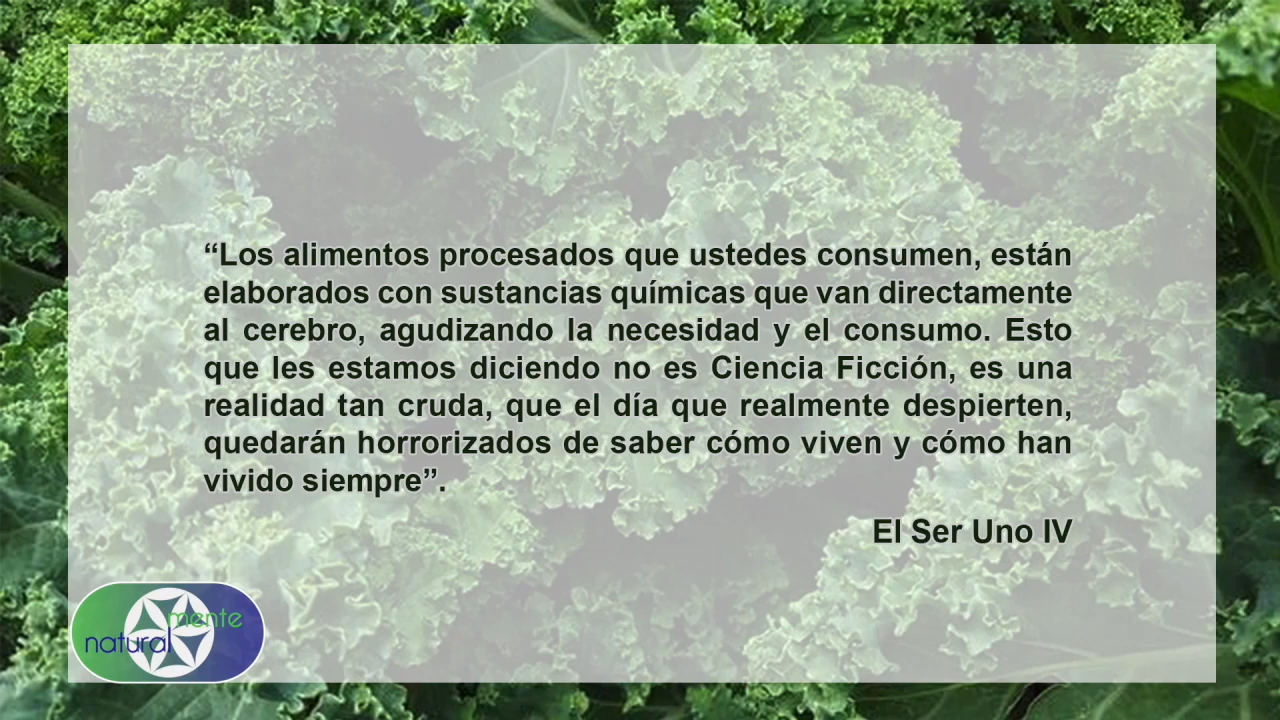 “Los alimentos procesados que ustedes consumen, están
elaborados con sustancias químicas que van directamente
al cerebro, agudizando la necesidad y el consumo. Esto
que les estamos diciendo no es Ciencia Ficción, es una
realidad tan cruda, que el día que realmente despierten,
quedarán horrorizados de saber cómo viven y cómo han
vivido siempre”.
El Ser Uno IV
natural
mente